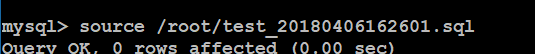 mysql> source /root/test_20180406162601.sql
Query OK, 0 rows affected (0.00 sec)